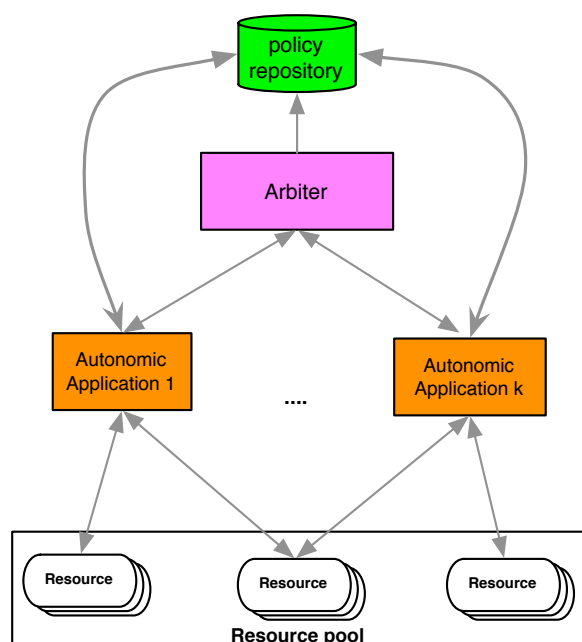 policy
repository
Arbiter
Autonomic
Application 1
Autonomic
Application k
....
Resource
Resource
Resource
Resource pool